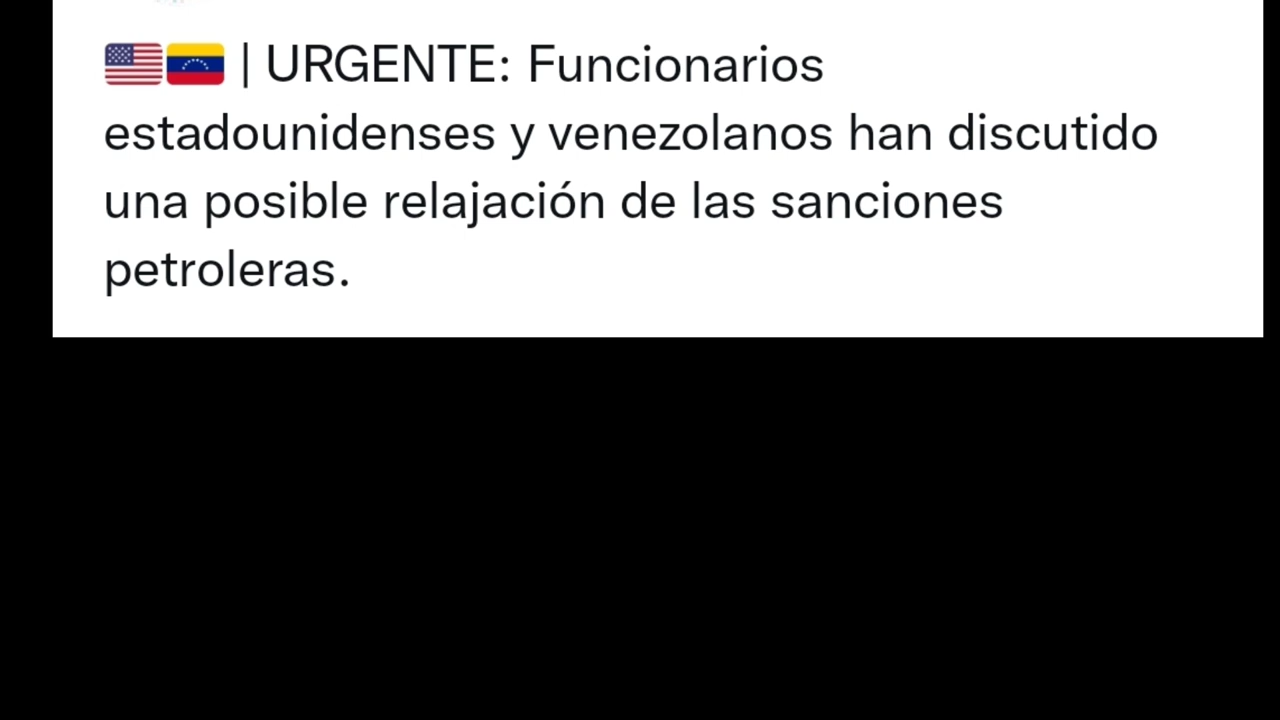 🇺🇸🇻🇪 | URGENTE: Funcionarios
estadounidenses y venezolanos han discutido
una posible relajación de las sanciones
petroleras.